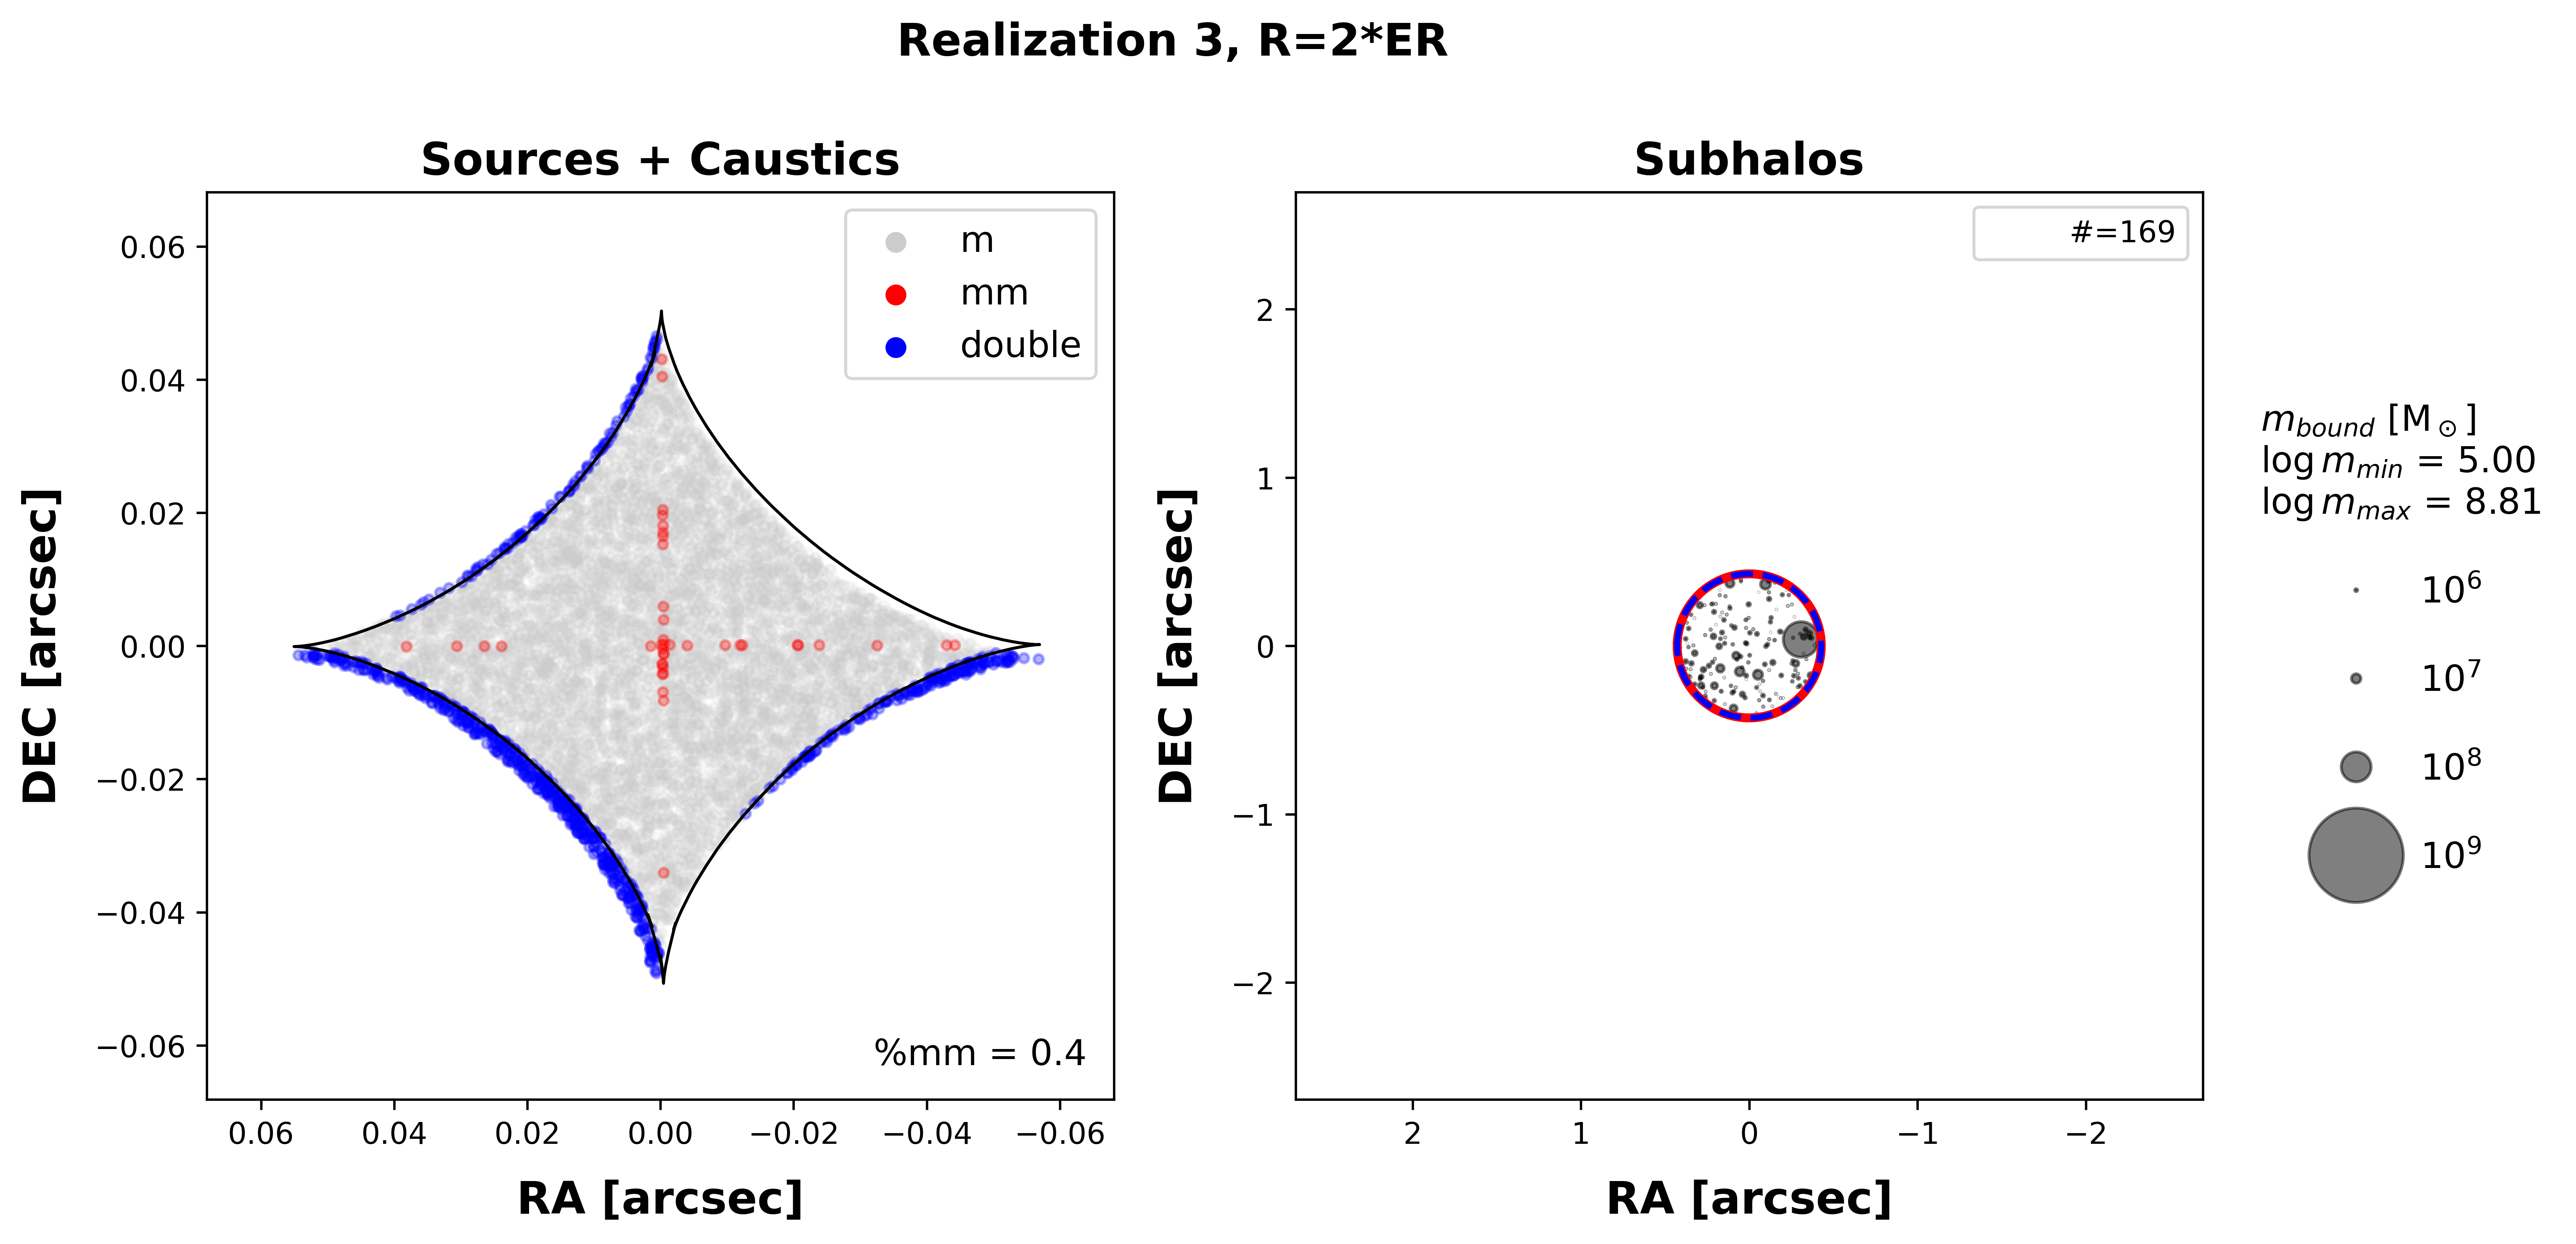 Realization 3, R=2*ER
Sources + Caustics
m
mm
double
%mm = 0.4
DEC [arcsec]
0.06
0.04
0.02
0.00
−0.02
−0.04
−0.06
0.06
0.04
0.02
0.00
−0.02
−0.04
−0.06
RA [arcsec]
Subhalos
#=169
DEC [arcsec]
2
1
0
−1
−2
2
1
0
−1
−2
RA [arcsec]
m_bound [M_⊙]
log m_min = 5.00
log m_max = 8.81
10^6
10^7
10^8
10^9